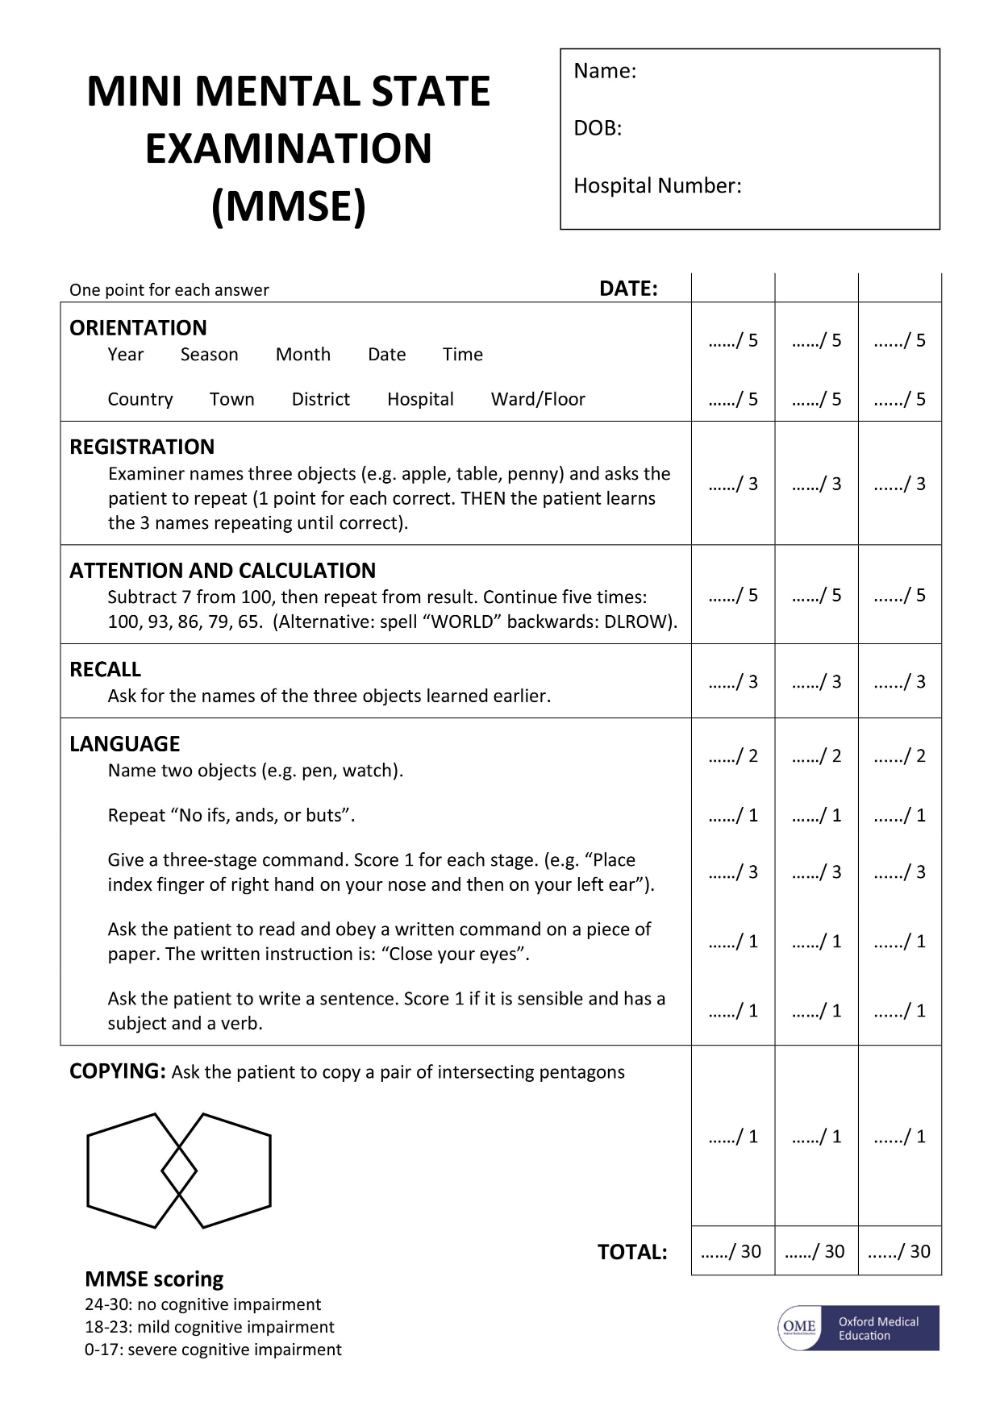 MINI MENTAL STATE
EXAMINATION
(MMSE)
Name:
DOB:
Hospital Number:
One point for each answer DATE:
ORIENTATION
Year Season Month Date Time ....../ 5 ....../ 5 ....../ 5
Country Town District Hospital Ward/Floor ....../ 5 ....../ 5 ....../ 5
REGISTRATION
Examiner names three objects (e.g. apple, table, penny) and asks the
patient to repeat (1 point for each correct. THEN the patient learns ....../ 3 ....../ 3 ....../ 3
the 3 names repeating until correct).
ATTENTION AND CALCULATION
Subtract 7 from 100, then repeat from result. Continue five times: ....../ 5 ....../ 5 ....../ 5
100, 93, 86, 79, 65. (Alternative: spell “WORLD” backwards: DLROW).
RECALL
Ask for the names of the three objects learned earlier. ....../ 3 ....../ 3 ....../ 3
LANGUAGE
Name two objects (e.g. pen, watch). ....../ 2 ....../ 2 ....../ 2
Repeat “No ifs, ands, or buts”. ....../ 1 ....../ 1 ....../ 1
Give a three-stage command. Score 1 for each stage. (e.g. “Place
index finger of right hand on your nose and then on your left ear”). ....../ 3 ....../ 3 ....../ 3
Ask the patient to read and obey a written command on a piece of
paper. The written instruction is: “Close your eyes”. ....../ 1 ....../ 1 ....../ 1
Ask the patient to write a sentence. Score 1 if it is sensible and has a
subject and a verb. ....../ 1 ....../ 1 ....../ 1
COPYING: Ask the patient to copy a pair of intersecting pentagons
....../ 1 ....../ 1 ....../ 1
TOTAL: ....../ 30 ....../ 30 ....../ 30
MMSE scoring
24-30: no cognitive impairment
18-23: mild cognitive impairment
0-17: severe cognitive impairment
OME
Oxford Medical
Education